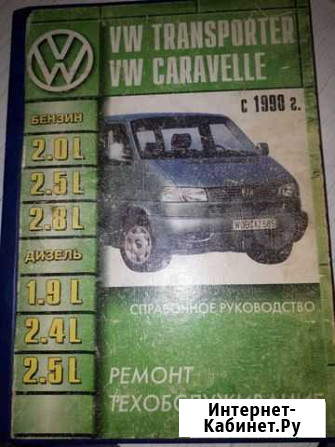 VW TRANSPORTER
VW CARAVELLE
с 1990 г.
БЕНЗИН
2.0L
2.5L
2.8L
ДИЗЕЛЬ
1.9L
2.4L
2.5L
СПРАВОЧНОЕ РУКОВОДСТВО
РЕМОНТ
ТЕХОБСЛУЖИВАНИЕ
Интернет-
Кабинет.Ру